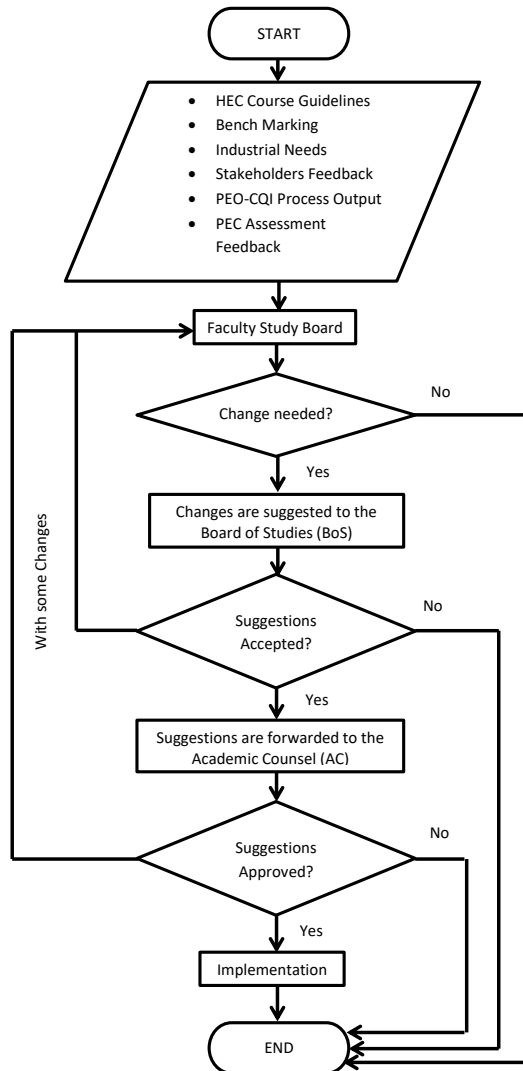 START
• HEC Course Guidelines
• Bench Marking
• Industrial Needs
• Stakeholders Feedback
• PEO-CQI Process Output
• PEC Assessment
Feedback
Faculty Study Board
Change needed?
No
Yes
Changes are suggested to the
Board of Studies (BoS)
With some Changes
Suggestions
Accepted?
No
Yes
Suggestions are forwarded to the
Academic Counsel (AC)
Suggestions
Approved?
No
Yes
Implementation
END